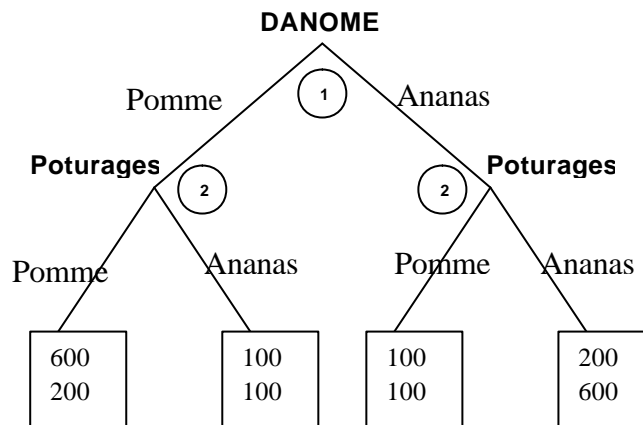 DANOME
Pomme 1 Ananas
Poturages 2 2 Poturages
Pomme Ananas Pomme Ananas
600 100 100 200
200 100 100 600